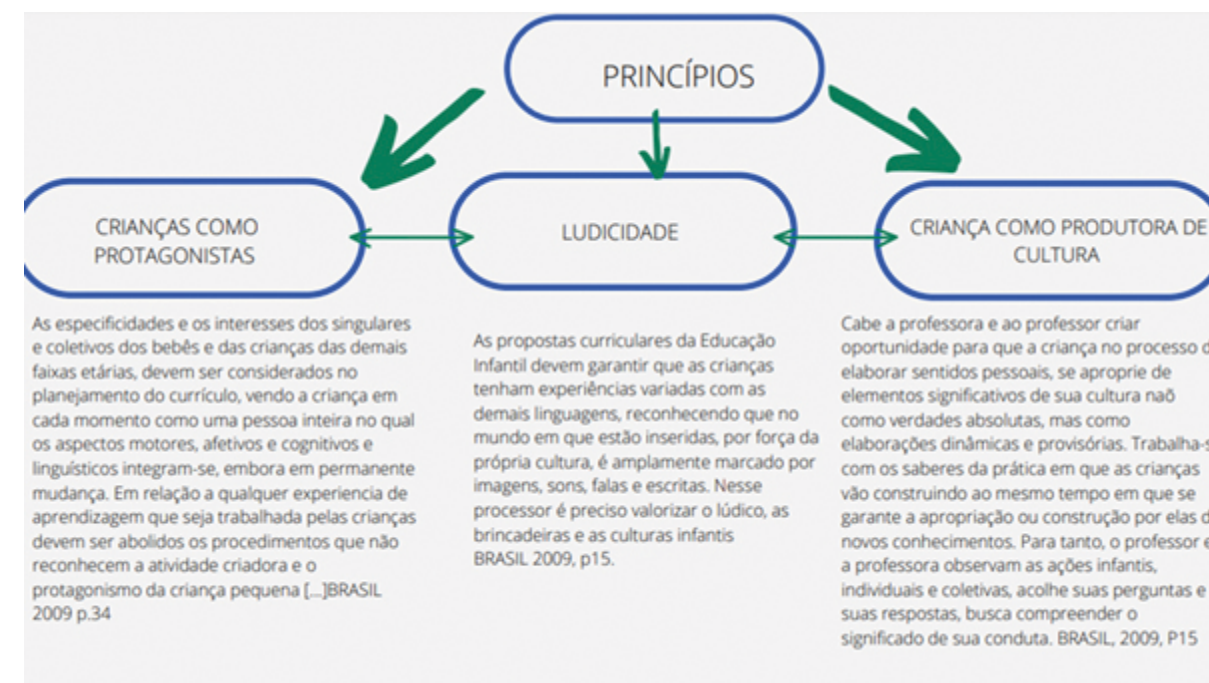 PRINCÍPIOS
CRIANÇAS COMO
PROTAGONISTAS
As especificidades e os interesses dos singulares
e coletivos dos bebês e das crianças das demais
faixas etárias, devem ser considerados no
planejamento do currículo, vendo a criança em
cada momento como uma pessoa inteira no qual
os aspectos motores, afetivos e cognitivos e
linguísticos integram-se, embora em permanente
mudança. Em relação a qualquer experiencia de
aprendizagem que seja trabalhada pelas crianças
devem ser abolidos os procedimentos que não
reconhecem a atividade criadora e o
protagonismo da criança pequena [...]BRASIL
2009 p.34
LUDICIDADE
As propostas curriculares da Educação
Infantil devem garantir que as crianças
tenham experiências variadas com as
demais linguagens, reconhecendo que no
mundo em que estão inseridas, por força da
própria cultura, é amplamente marcado por
imagens, sons, falas e escritas. Nesse
processor é preciso valorizar o lúdico, as
brincadeiras e as culturas infantis
BRASIL 2009, p15.
CRIANÇA COMO PRODUTORA DE
CULTURA
Cabe a professora e ao professor criar
oportunidade para que a criança no processo
elaborar sentidos pessoais, se aproprie de
elementos significativos de sua cultura naõ
como verdades absolutas, mas como
elaborações dinâmicas e provisórias.
com os saberes da prática em que as crianças
vão construindo ao mesmo tempo em que se
garante a apropriação ou construção por elas
novos conhecimentos. Para tanto, o professor e
a professora observam as ações infantis,
individuais e coletivas, acolhe suas perguntas e
suas respostas, busca compreender o
significado de sua conduta. BRASIL, 2009, P15